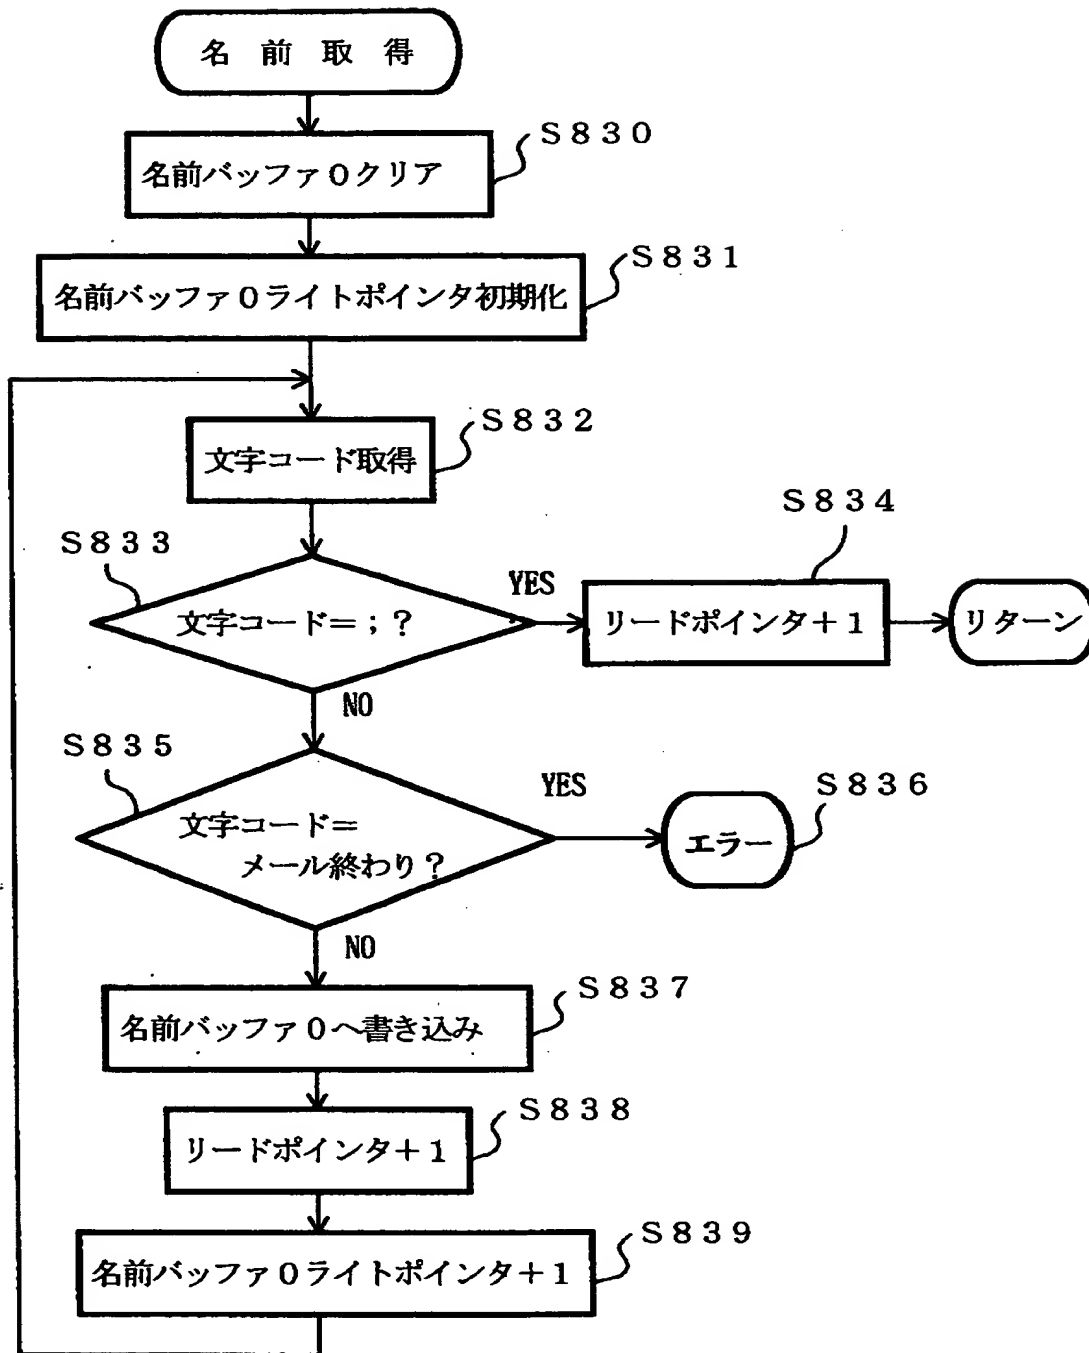 名 前 取 得
S830
名前バッファ0クリア
S831
名前バッファ0ライトポインタ初期化
S832
文字コード取得
S833
文字コード=;?
YES
S834
リードポインタ+1
リターン
NO
S835
文字コード=
メール終わり?
YES
S836
エラー
NO
S837
名前バッファ0へ書き込み
S838
リードポインタ+1
S839
名前バッファ0ライトポインタ+1